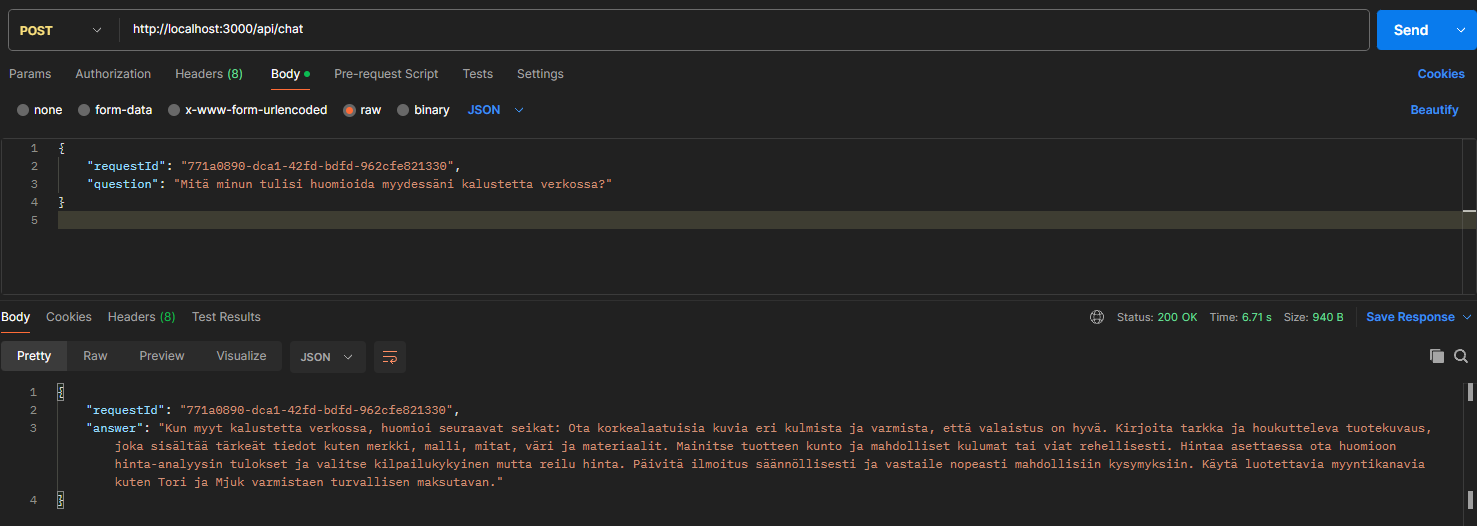 POST http://localhost:3000/api/chat Send
Params Authorization Headers (8) Body Pre-request Script Tests Settings Cookies
none form-data x-www-form-urlencoded raw binary JSON Beautify
1 {
2 "requestId": "771a0890-dca1-42fd-bdfd-962cfe821330",
3 "question": "Mitä minun tulisi huomioida myydessäni kalustetta verkossa?"
4 }
5
Body Cookies Headers (8) Test Results Status: 200 OK Time: 6.71 s Size: 940 B Save Response
Pretty Raw Preview Visualize JSON
1 {
2 "requestId": "771a0890-dca1-42fd-bdfd-962cfe821330",
3 "answer": "Kun myyt kalustetta verkossa, huomioi seuraavat seikat: Ota korkealaatuisia kuvia eri kulmista ja varmista, että valaistus on hyvä. Kirjoita tarkka ja houkutteleva tuotekuvaus,
joka sisältää tärkeät tiedot kuten merkki, malli, mitat, väri ja materiaalit. Mainitse tuotteen kunto ja mahdolliset kulumat tai viat rehellisesti. Hintaa asettaessa ota huomioon
hinta-analyysin tulokset ja valitse kilpailukykyinen mutta reilu hinta. Päivitä ilmoitus säännöllisesti ja vastaile nopeasti mahdollisiin kysymyksiin. Käytä luotettavia myyntikanavia
kuten Tori ja Mjuk varmistaen turvallisen maksutavan."
4 }